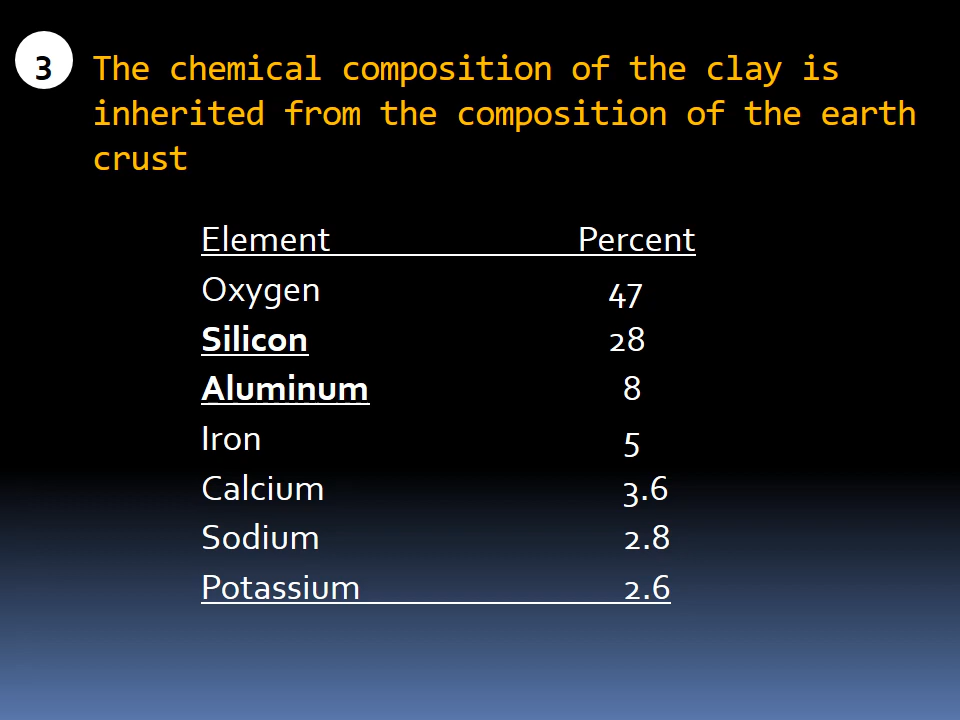 3
The chemical composition of the clay is
inherited from the composition of the earth
crust
Element Percent
Oxygen 47
Silicon 28
Aluminum 8
Iron 5
Calcium 3.6
Sodium 2.8
Potassium 2.6